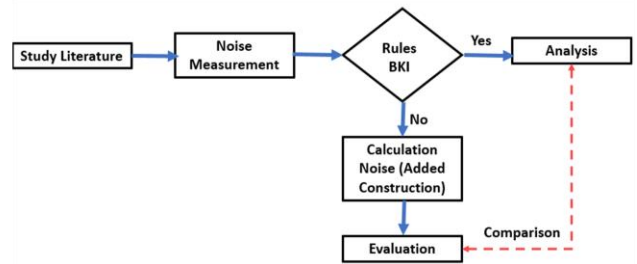 Study Literature
Noise
Measurement
Rules
BKI
Yes
Analysis
No
Calculation
Noise (Added
Construction)
Comparison
Evaluation